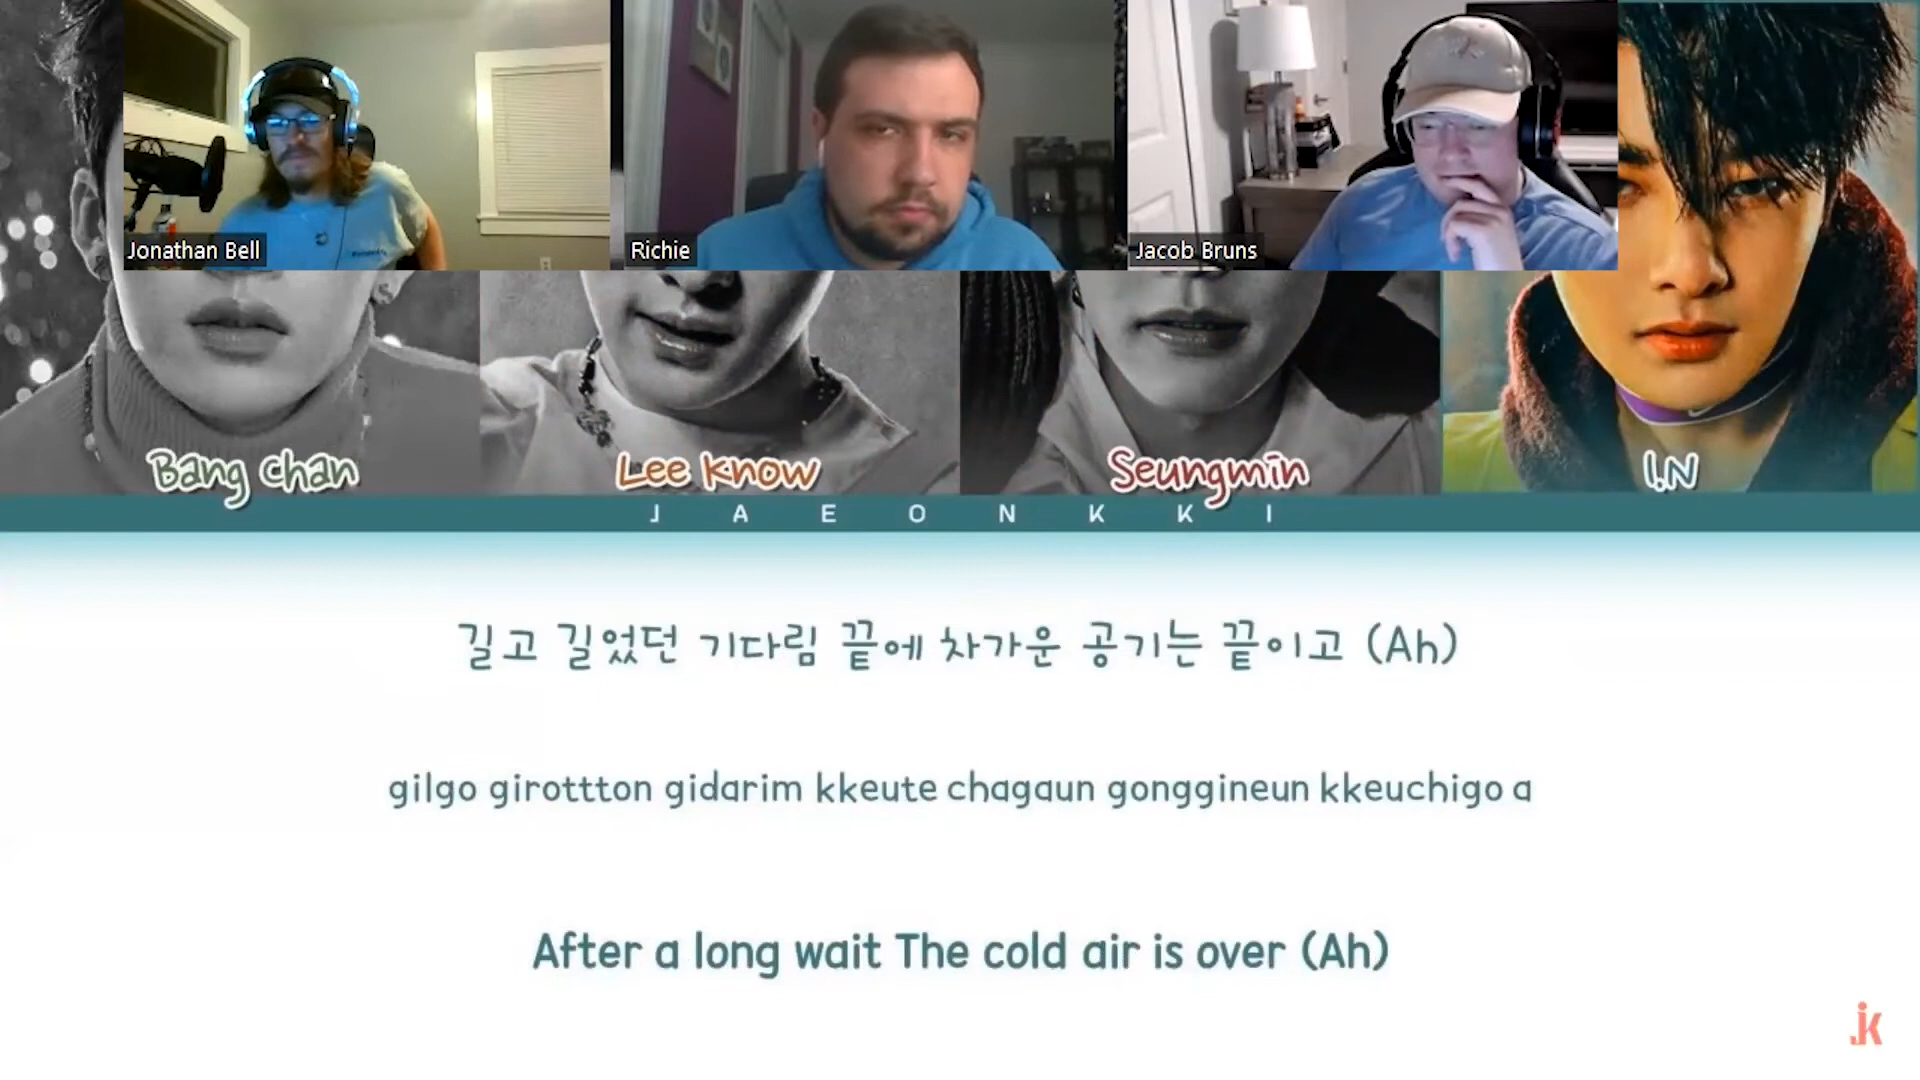 Jonathan Bell
Richie
Jacob Bruns
Bang Chan
Lee Know
Seungmin
I.N
JAEONKKI
길고 길었던 기다림 끝에 차가운 공기는 끝이고 (Ah)
gilgo girottton gidarim kkeute chagaun gonggineun kkeuchigo a
After a long wait The cold air is over (Ah)
jk